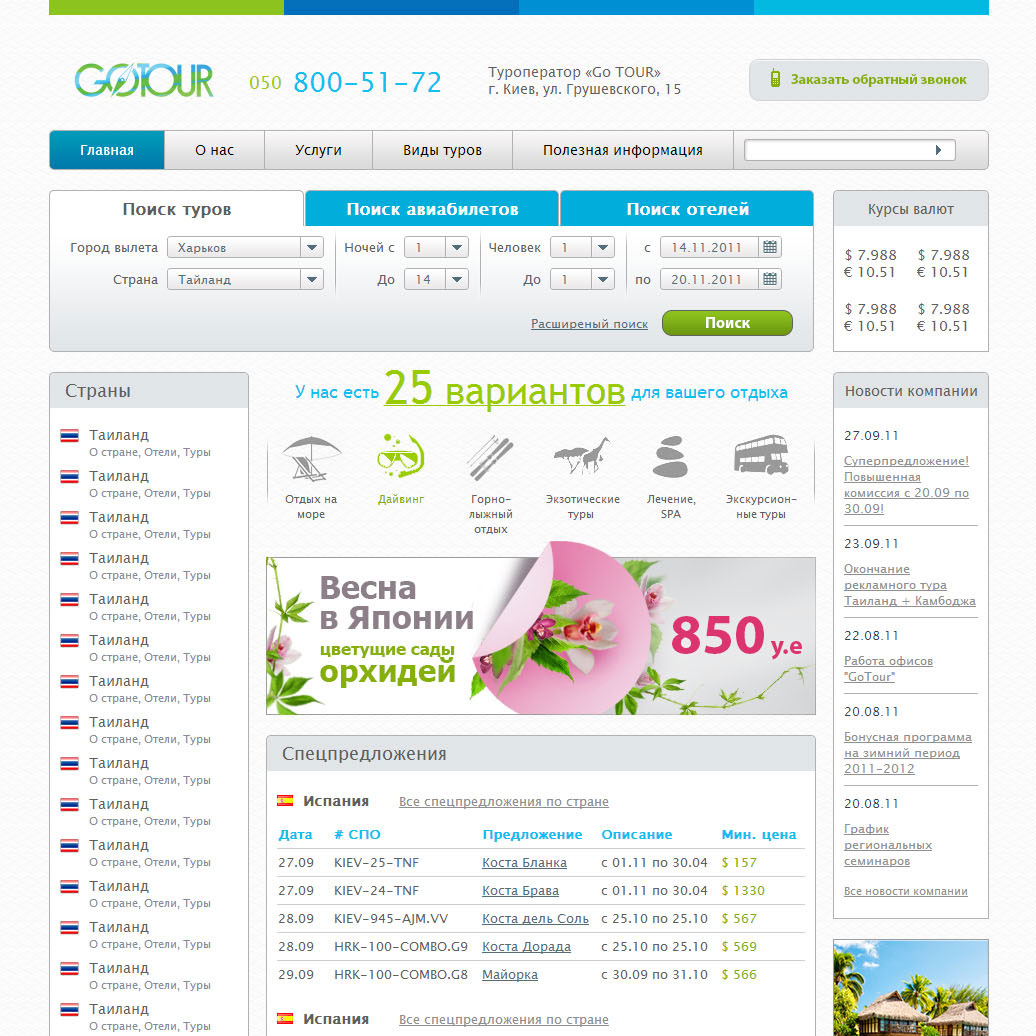 GOTOUR
050 800-51-72
Туроператор «Go TOUR»
г. Киев, ул. Грушевского, 15
Заказать обратный звонок
Главная
О нас
Услуги
Виды туров
Полезная информация
Поиск туров
Поиск авиабилетов
Поиск отелей
Город вылета Харьков Ночей с 1 Человек 1 с 14.11.2011
Страна Тайланд До 14 До 1 по 20.11.2011
Расширеный поиск Поиск
Курсы валют
$ 7.988 $ 7.988
€ 10.51 € 10.51
$ 7.988 $ 7.988
€ 10.51 € 10.51
Страны
Таиланд
О стране, Отели, Туры
Таиланд
О стране, Отели, Туры
Таиланд
О стране, Отели, Туры
Таиланд
О стране, Отели, Туры
Таиланд
О стране, Отели, Туры
Таиланд
О стране, Отели, Туры
Таиланд
О стране, Отели, Туры
Таиланд
О стране, Отели, Туры
Таиланд
О стране, Отели, Туры
Таиланд
О стране, Отели, Туры
Таиланд
О стране, Отели, Туры
Таиланд
О стране, Отели, Туры
Таиланд
О стране, Отели, Туры
Таиланд
О стране, Отели, Туры
Таиланд
О стране, Отели, Туры
У нас есть 25 вариантов для вашего отдыха
Отдых на
море
Дайвинг
Горно-
лыжный
отдых
Экзотические
туры
Лечение,
SPA
Экскурсион-
ные туры
Весна
в Японии
цветущие сады
орхидей
850 у.е
Спецпредложения
Испания Все спецпредложения по стране
Дата # СПО Предложение Описание Мин. цена
27.09 KIEV-25-TNF Коста Бланка с 01.11 по 30.04 $ 157
27.09 KIEV-24-TNF Коста Брава с 01.11 по 30.04 $ 1330
28.09 KIEV-945-AJM.VV Коста дель Соль с 25.10 по 25.10 $ 567
28.09 HRK-100-COMBO.G9 Коста Дорада с 25.10 по 25.10 $ 569
29.09 HRK-100-COMBO.G8 Майорка с 30.09 по 31.10 $ 566
Испания Все спецпредложения по стране
Новости компании
27.09.11
Суперпредложение!
Повышенная
комиссия с 20.09 по
30.09!
23.09.11
Окончание
рекламного тура
Таиланд + Камбоджа
22.08.11
Работа офисов
"GoTour"
20.08.11
Бонусная программа
на зимний период
2011-2012
20.08.11
График
региональных
семинаров
Все новости компании